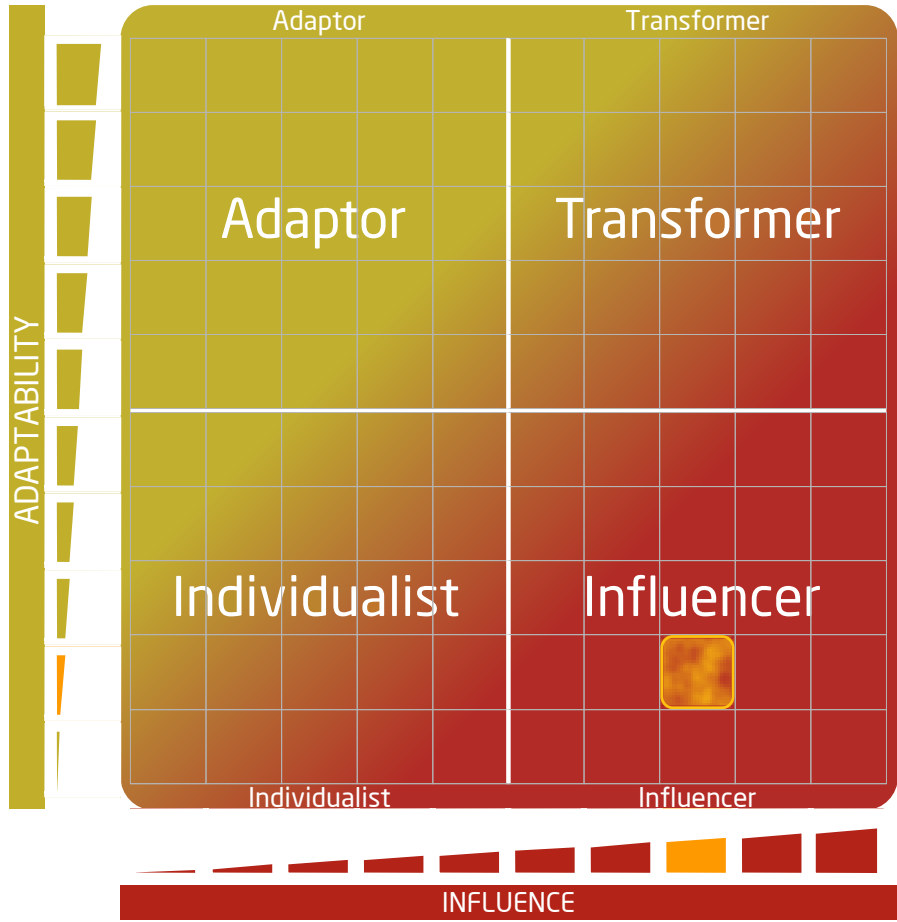 Adaptor Transformer
ADAPTABILITY
Adaptor Transformer
Individualist Influencer
Individualist Influencer
INFLUENCE